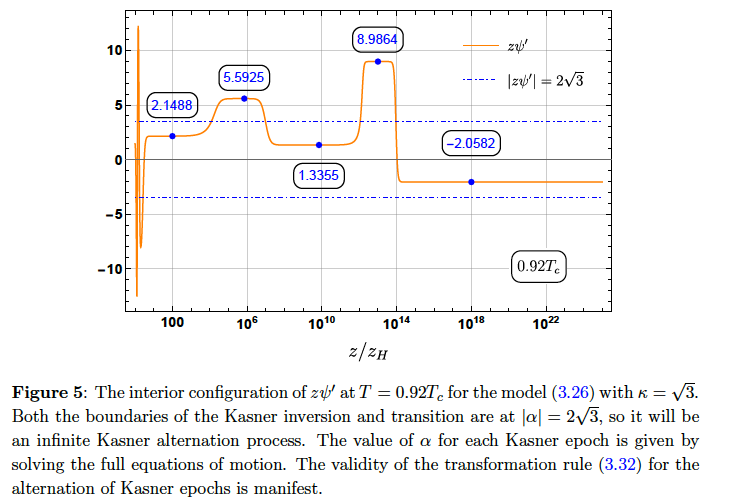 10
5
0
−5
−10
8.9864
5.5925
2.1488
1.3355
−2.0582
zψ′
|zψ′| = 2√3
0.92T_c
100 10^6 10^10 10^14 10^18 10^22
z/z_H
Figure 5: The interior configuration of zψ′ at T = 0.92T_c for the model (3.26) with κ = √3.
Both the boundaries of the Kasner inversion and transition are at |α| = 2√3, so it will be
an infinite Kasner alternation process. The value of α for each Kasner epoch is given by
solving the full equations of motion. The validity of the transformation rule (3.32) for the
alternation of Kasner epochs is manifest.